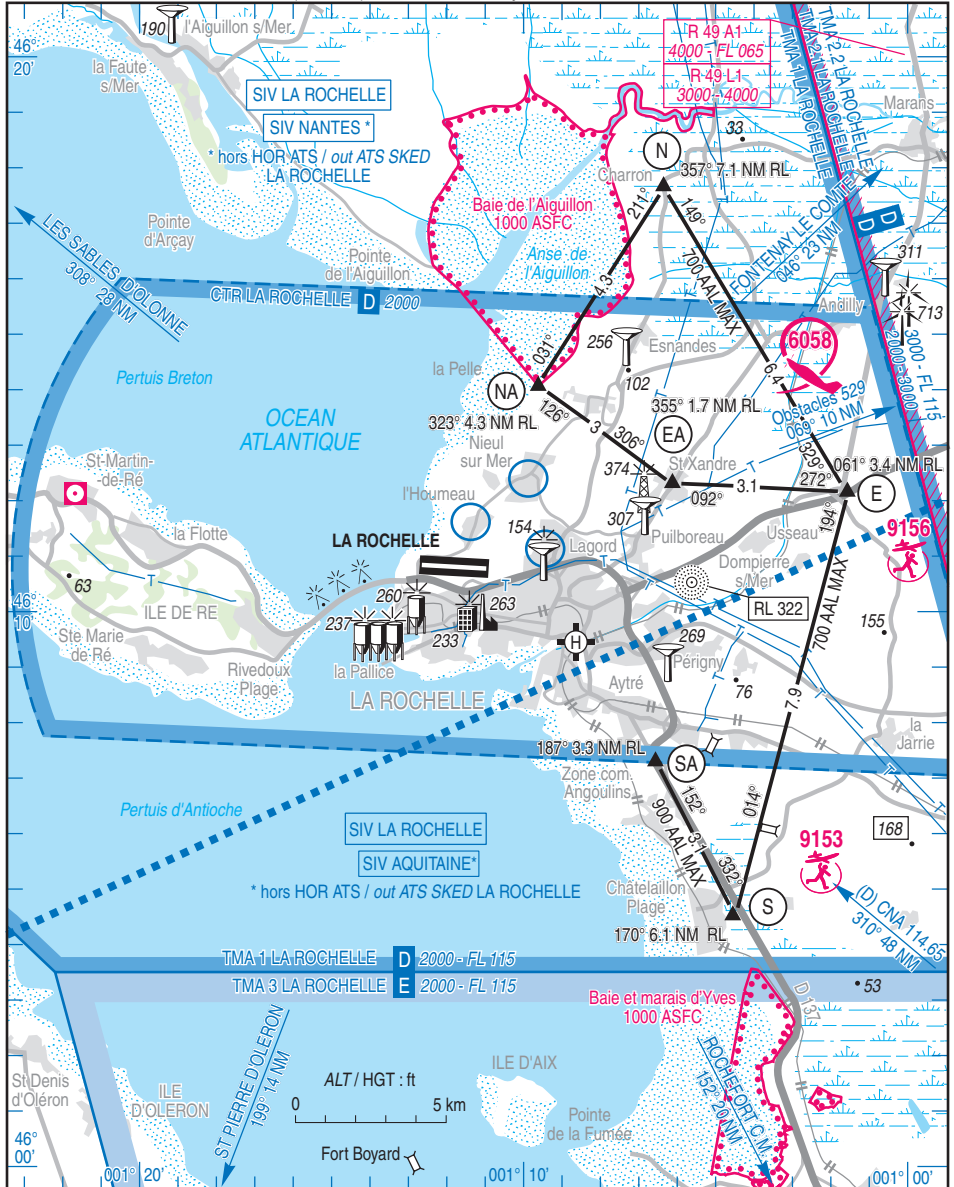 190
l'Aiguillon s/Mer
46°
20'
la Faute
s/Mer
SIV LA ROCHELLE
SIV NANTES *
* hors HOR ATS / out ATS SKED
LA ROCHELLE
R 49 A1
4000 - FL 065
R 49 L1
3000 - 4000
TMA 2.2 LA ROCHELLE
TMA 2.1 LA ROCHELLE
TMA 1 LA ROCHELLE
Marans
33
N
357° 7.1 NM RL
Charron
211°
149°
Baie de l'Aiguillon
1000 ASFC
Pointe
d'Arçay
Pointe
de l'Aiguillon
Anse de
l'Aiguillon
FONTENAY LE COMTE
046° 23 NM
700 AAL MAX
D
D
311
LES SABLES D'OLONNE
308° 28 NM
CTR LA ROCHELLE D 2000
4.3
Andilly
713
3000 - FL 115
2000 - 3000
256
Esnandes
6058
031°
la Pelle
102
6.4
Pertuis Breton
NA
323° 4.3 NM RL
126°
3
306°
355° 1.7 NM RL
EA
Obstacles 529
069° 10 NM
OCEAN
ATLANTIQUE
Nieul
sur Mer
329°
061° 3.4 NM RL
St-Martin-
de-Ré
374
St Xandre
272°
E
092°
3.1
l'Houmeau
307
194°
9156
la Flotte
LA ROCHELLE
154
Lagord
Puilboreau
Usseau
Dompierre
s/Mer
63
ILE DE RE
260
263
RL 322
46°
10'
237
233
700 AAL MAX
155
Ste Marie
de Ré
la Pallice
H
269
Périgny
Rivedoux
Plage
LA ROCHELLE
Aytré
76
7.9
la
Jarrie
187° 3.3 NM RL
SA
Zone com.
Angoulins
152°
Pertuis d'Antioche
014°
SIV LA ROCHELLE
3.1
900 AAL MAX
168
SIV AQUITAINE*
9153
332°
* hors HOR ATS / out ATS SKED LA ROCHELLE
Châtelaillon
Plage
S
(D) CNA 114.65
310° 48 NM
170° 6.1 NM RL
TMA 1 LA ROCHELLE D 2000 - FL 115
TMA 3 LA ROCHELLE E 2000 - FL 115
53
Baie et marais d'Yves
1000 ASFC
D 137
ST PIERRE D'OLERON
199° 14 NM
ROCHEFORT C.M.
152° 20 NM
ILE D'AIX
St Denis
d'Oléron
ILE
D'OLERON
ALT / HGT : ft
0
5 km
Pointe
de la Fumée
46°
00'
Fort Boyard
001° 20'
001° 10'
001° 00'
T
T
T
T
T
T
T
T
T
T